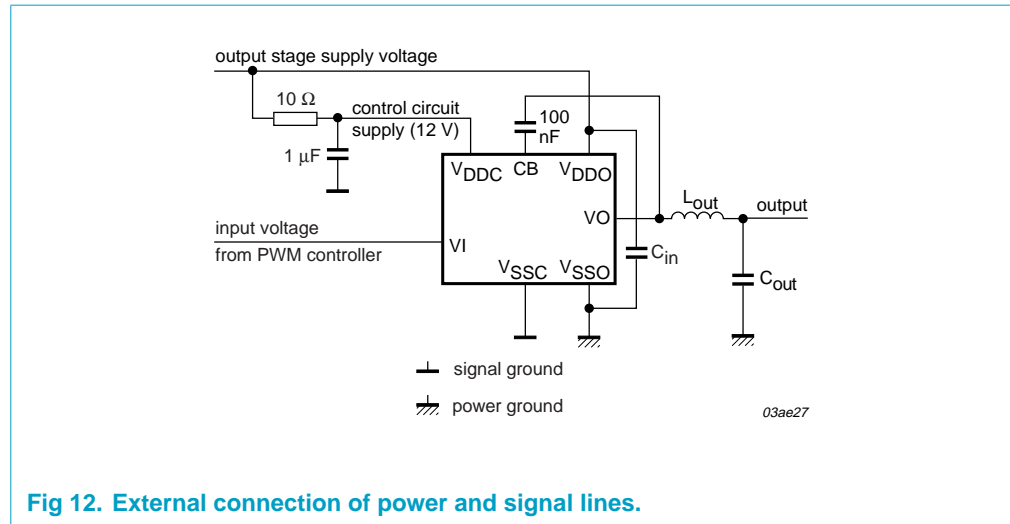 output stage supply voltage
10 Ω
control circuit
supply (12 V)
1 μF
100
nF
VDDC CB VDDO
VO
Lout
output
input voltage
from PWM controller
VI
Cin
VSSC VSSO
Cout
signal ground
power ground
03ae27
Fig 12. External connection of power and signal lines.